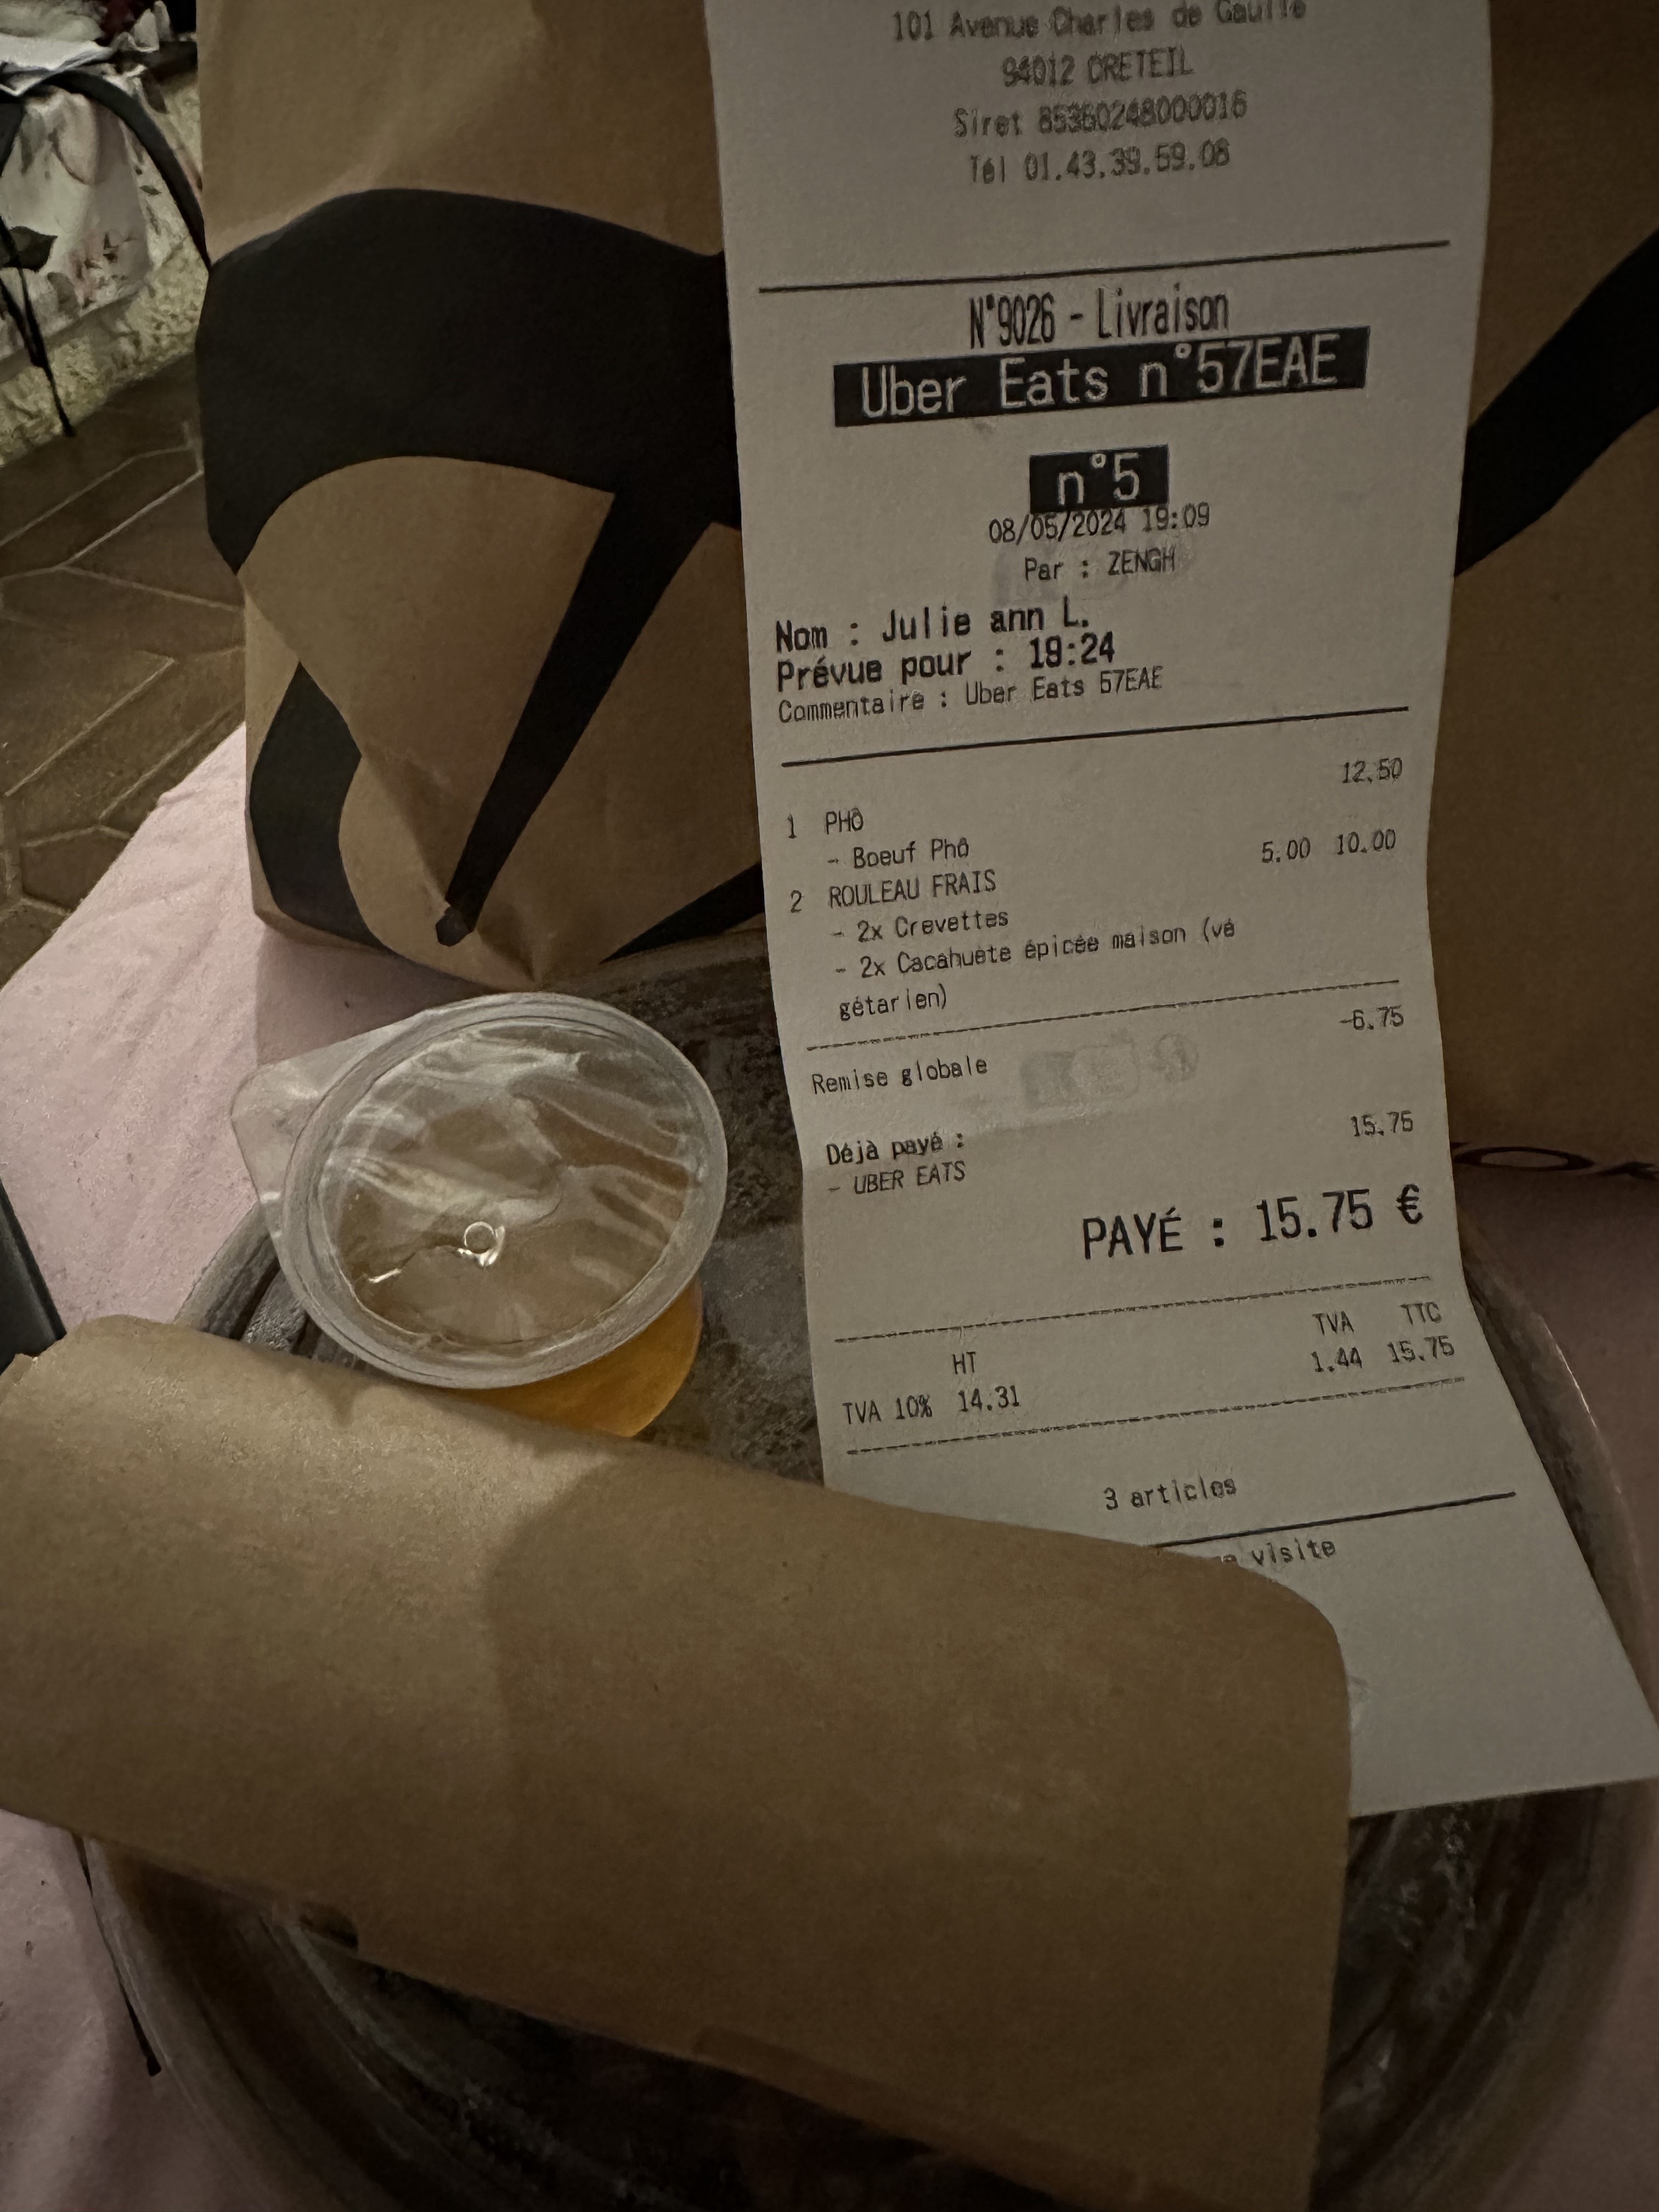 101 Avenue Charles de Gaulle
94012 CRETEIL
Siret 85360248000016
Tél 01.43.39.59.08
N°9026 - Livraison
Uber Eats n°57EAE
n°5
08/05/2024 19:09
Par : ZENGH
Nom : Julie ann L.
Prévue pour : 19:24
Commentaire : Uber Eats 57EAE
12.50
1 PHÔ
- Boeuf Phô
5.00 10.00
2 ROULEAU FRAIS
- 2x Crevettes
- 2x Cacahuète épicée maison (vé
gétarien)
-6.75
Remise globale
15.75
Déjà payé :
- UBER EATS
PAYÉ : 15.75 €
TVA TTC
HT 1.44 15.75
TVA 10% 14.31
3 articles
visite